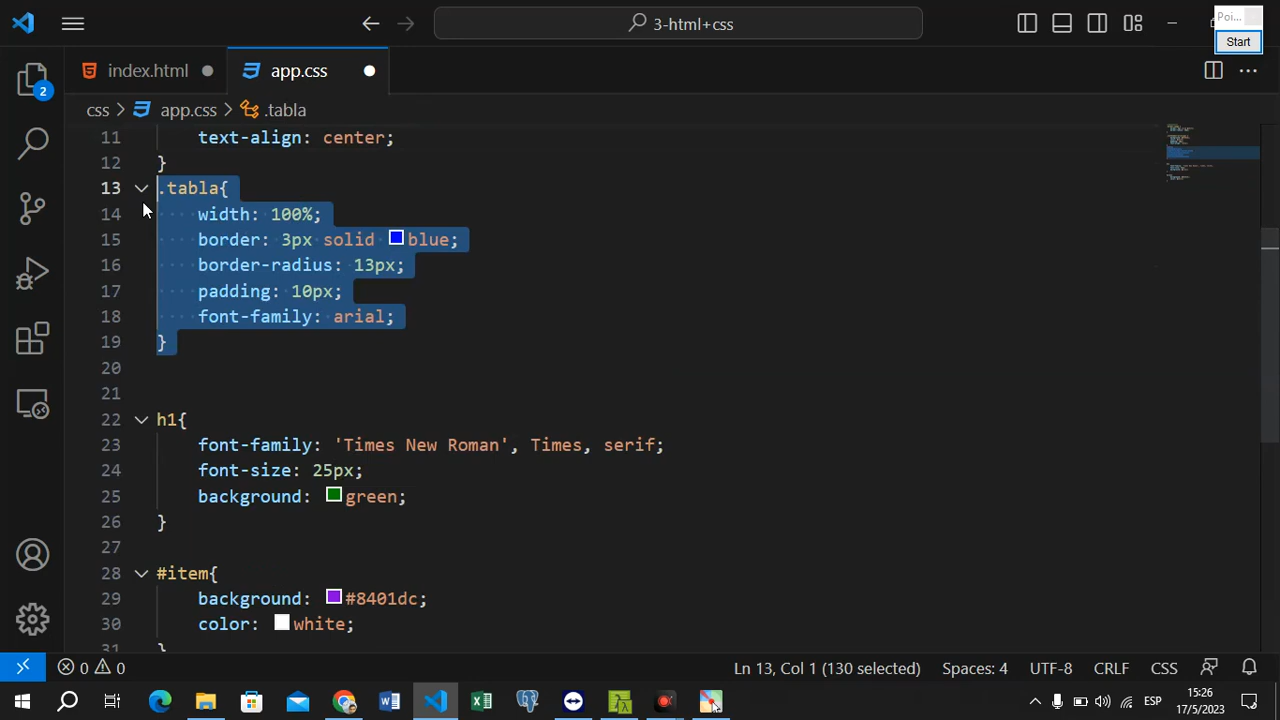 3-html+css
Poi...
Start
index.html
app.css
2
css > app.css > .tabla
11 text-align: center;
12 }
13 .tabla{
14 width: 100%;
15 border: 3px solid blue;
16 border-radius: 13px;
17 padding: 10px;
18 font-family: arial;
19 }
20
21
22 h1{
23 font-family: 'Times New Roman', Times, serif;
24 font-size: 25px;
25 background: green;
26 }
27
28 #item{
29 background: #8401dc;
30 color: white;
31 }
0 0 Ln 13, Col 1 (130 selected) Spaces: 4 UTF-8 CRLF CSS
ESP
15:26
17/5/2023